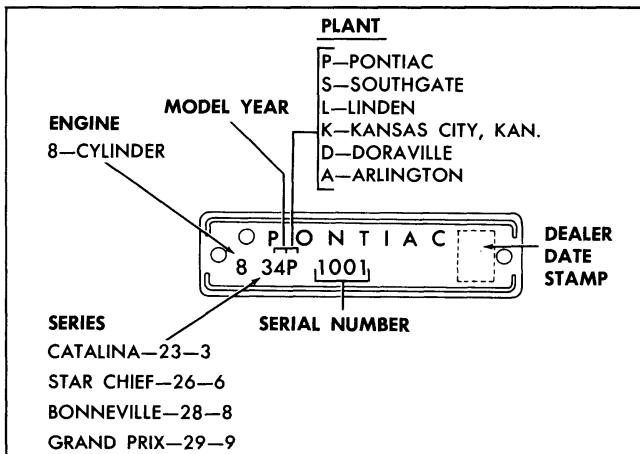 PLANT
P—PONTIAC
S—SOUTHGATE
L—LINDEN
K—KANSAS CITY, KAN.
D—DORAVILLE
A—ARLINGTON
MODEL YEAR
ENGINE
8—CYLINDER
PONTIAC
8 34P 1001
DEALER
DATE
STAMP
SERIAL NUMBER
SERIES
CATALINA—23—3
STAR CHIEF—26—6
BONNEVILLE—28—8
GRAND PRIX—29—9